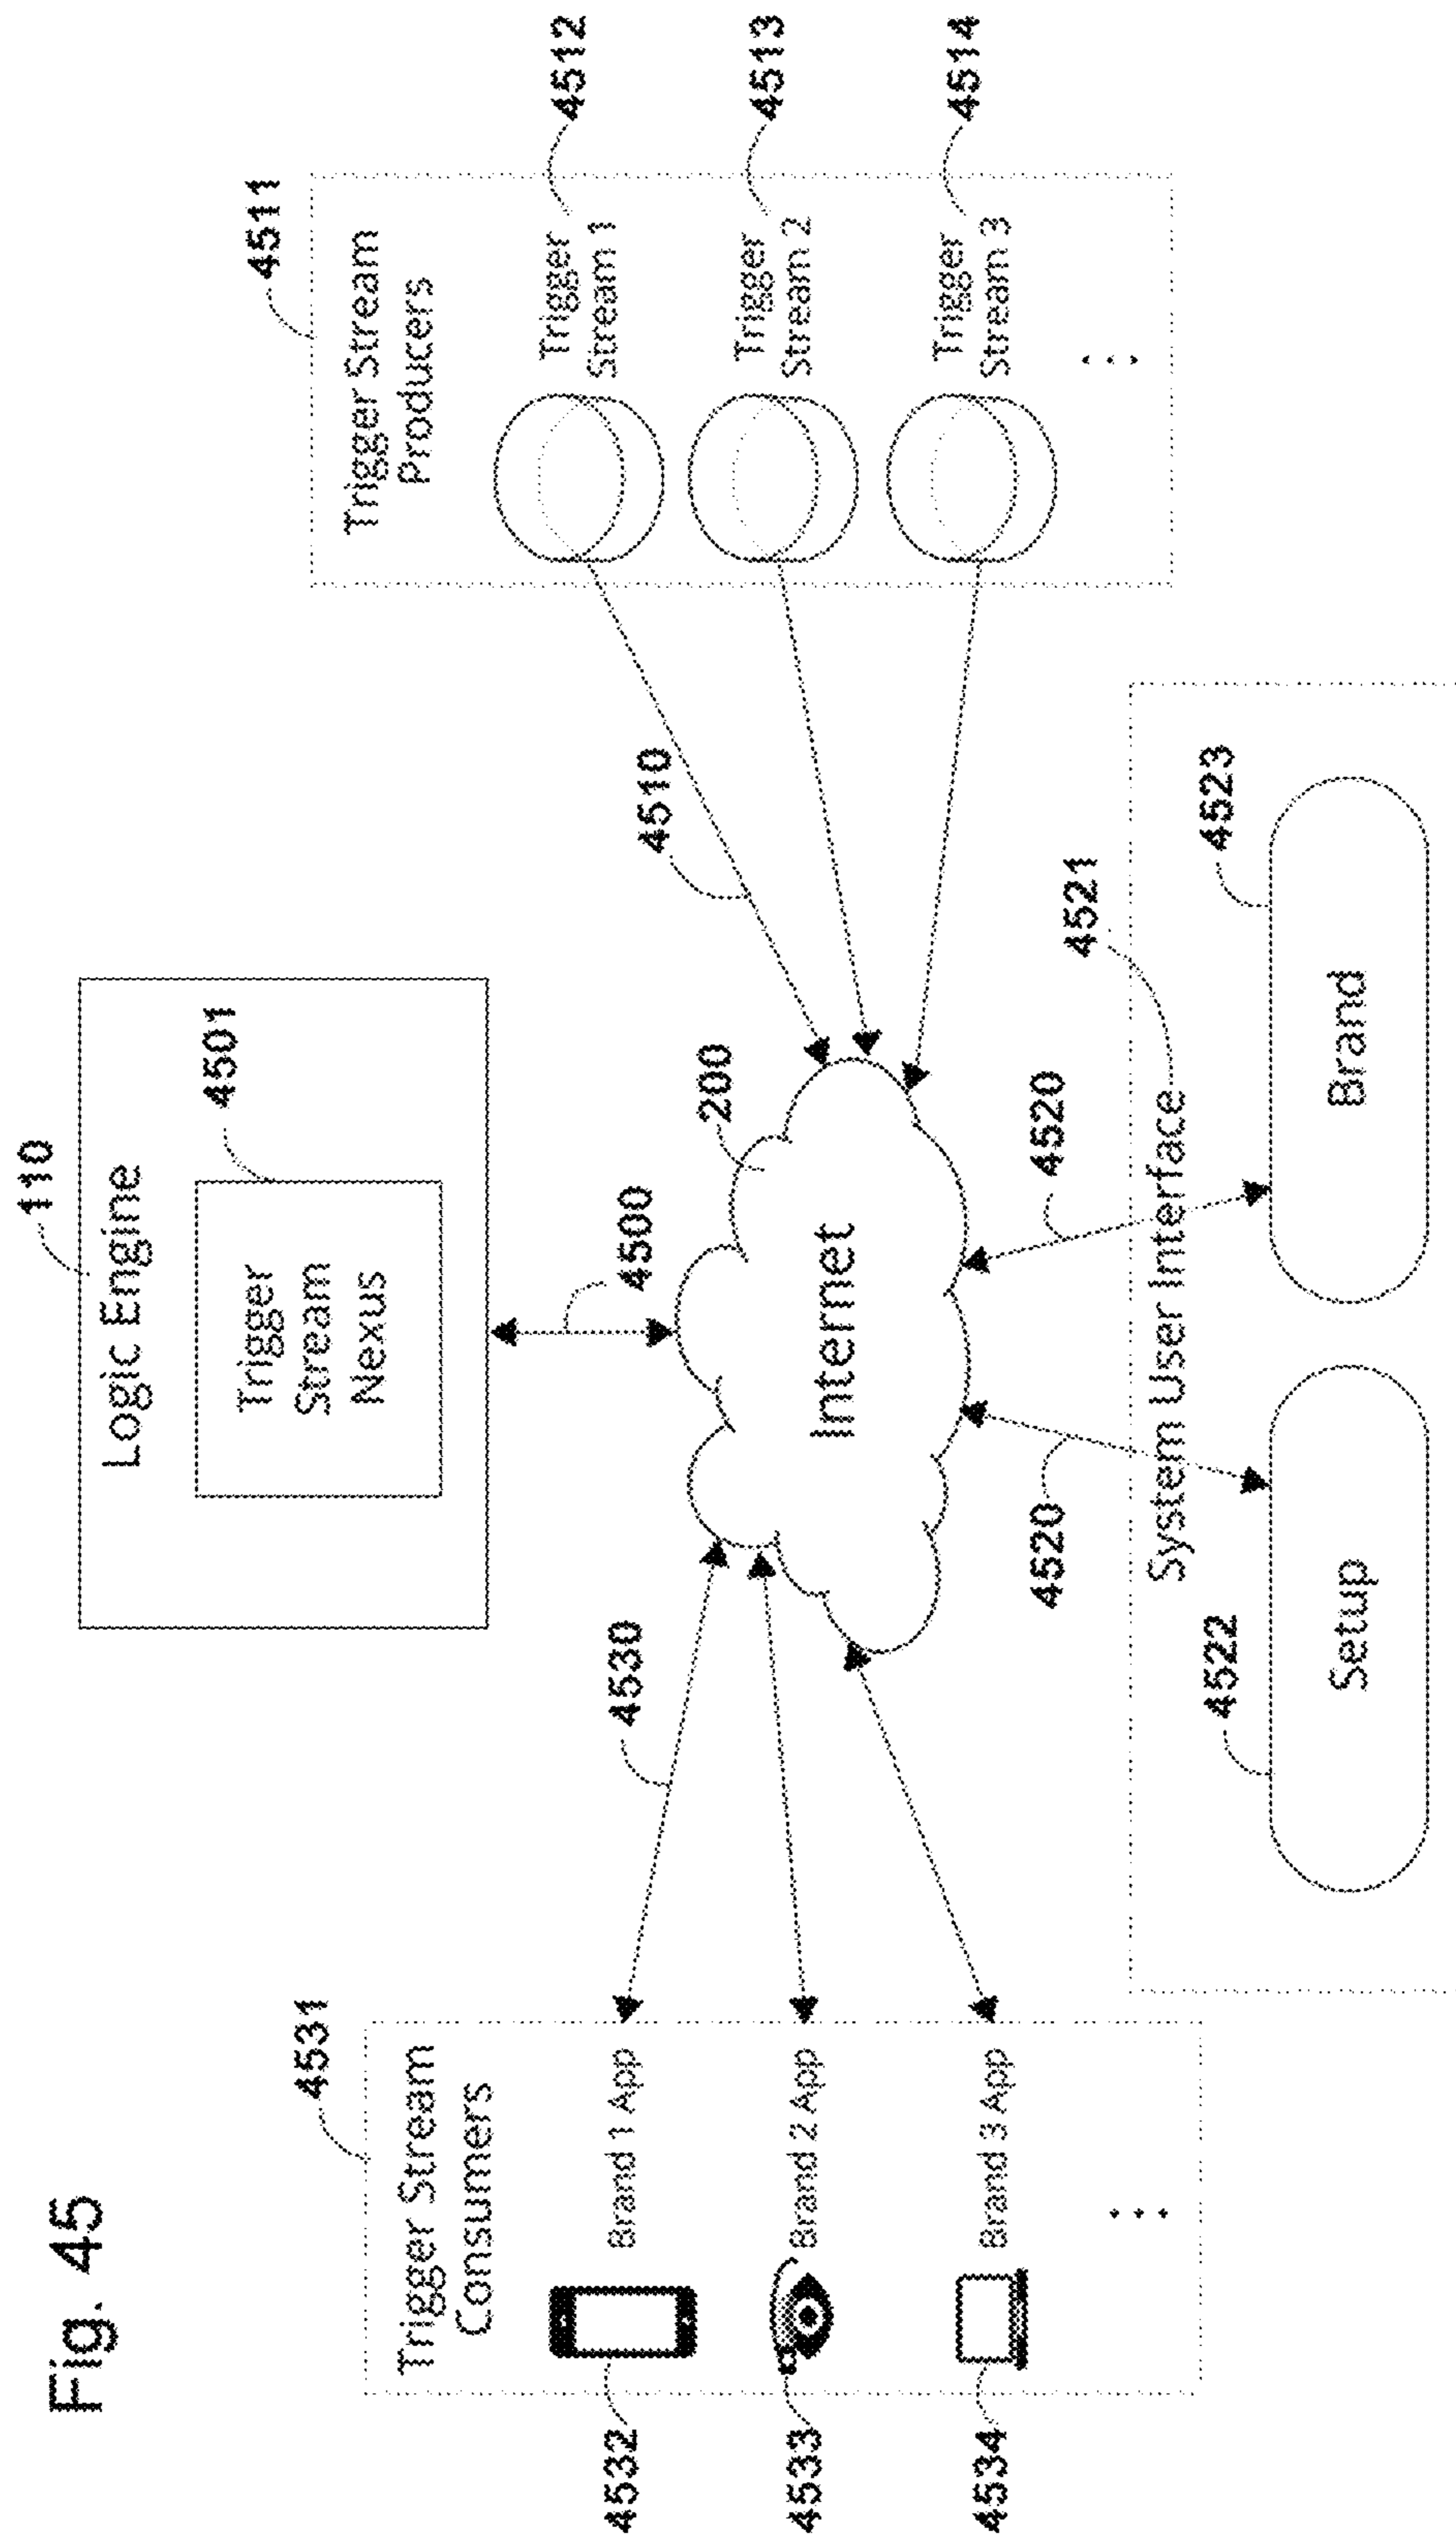 Fig. 45
110
Logic Engine
4501
Trigger
Stream
Nexus
4500
200
Internet
4531
Trigger Stream
Consumers
4530
4532
Brand 1 App
4533
Brand 2 App
4534
Brand 3 App
4511
Trigger Stream
Producers
4510
Trigger
Stream 1
4512
Trigger
Stream 2
4513
Trigger
Stream 3
4514
4520
4520
4521
System User Interface
4522
Setup
4523
Brand